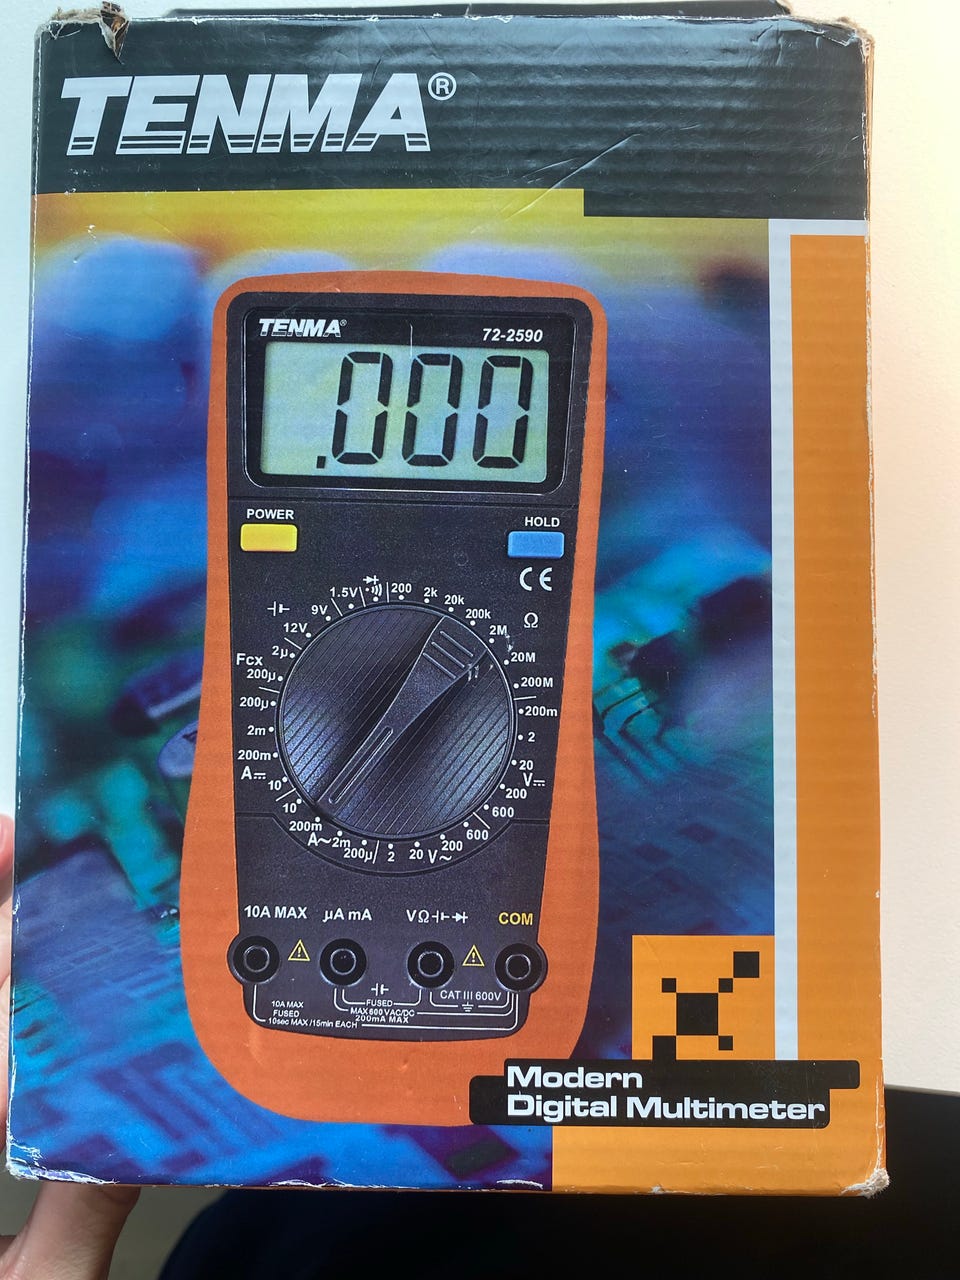 TENMA®
TENMA®
72-2590
.000
POWER
HOLD
CE
1.5V
200
2k
20k
200k
2M
20M
200M
Ω
9V
12V
2µ
Fcx
200µ
200µ
2m
200m
A
10
10
200m
A~
2m
200µ
2
20
V~
200
600
600
200
V
20
2
200m
10A MAX
µA mA
VΩ
COM
10A MAX
FUSED
10sec MAX /15min EACH
FUSED
MAX 600 VAC/DC
200mA MAX
CAT III 600V
Modern
Digital Multimeter